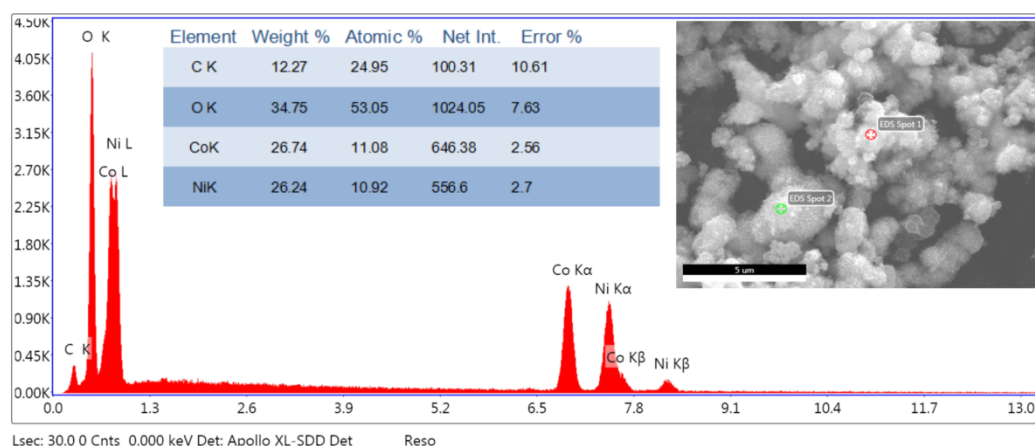 4.50K
4.05K
3.60K
3.15K
2.70K
2.25K
1.80K
1.35K
0.90K
0.45K
0.00K
O K
Ni L
Co L
C K
Co Kα
Ni Kα
Co Kβ
Ni Kβ
Element Weight % Atomic % Net Int. Error %
C K 12.27 24.95 100.31 10.61
O K 34.75 53.05 1024.05 7.63
CoK 26.74 11.08 646.38 2.56
NiK 26.24 10.92 556.6 2.7
EDS Spot 1
EDS Spot 2
5 um
0.0 1.3 2.6 3.9 5.2 6.5 7.8 9.1 10.4 11.7 13.0
Lsec: 30.0 0 Cnts 0.000 keV Det: Apollo XL-SDD Det Reso